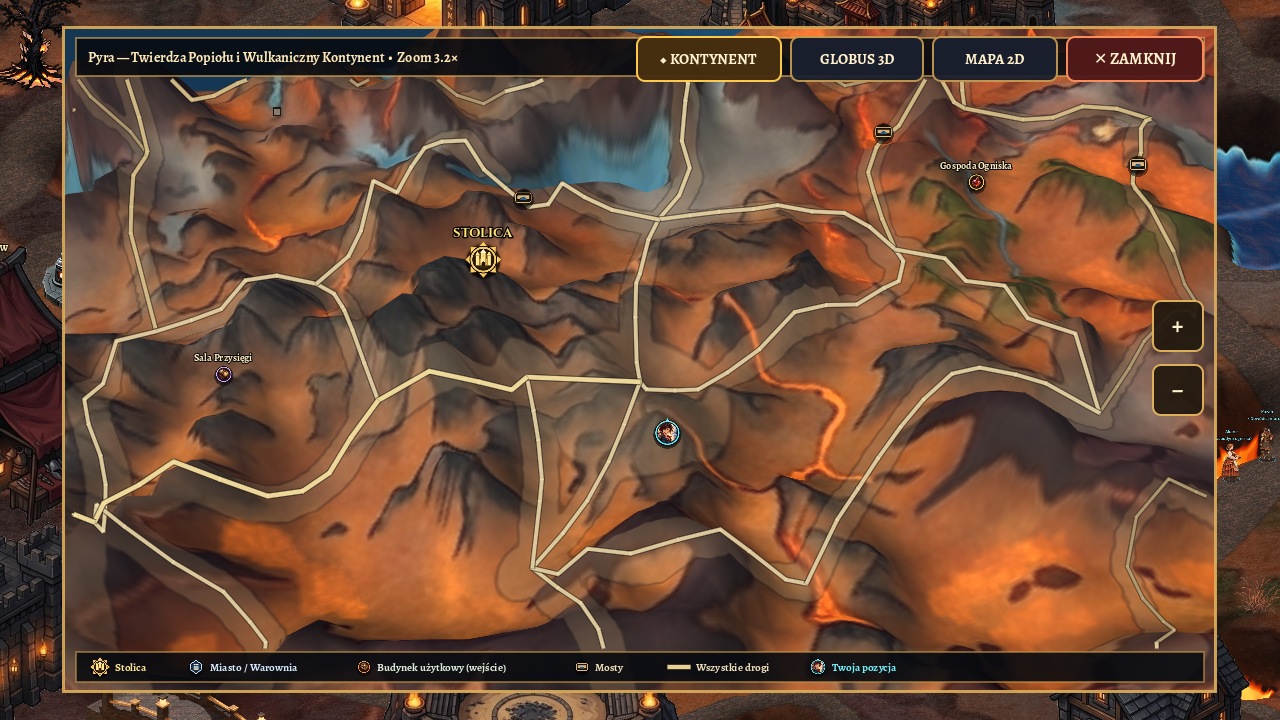 Pyra — Twierdza Popiołu i Wulkaniczny Kontynent • Zoom 3.2×
⬥ KONTYNENT
GLOBUS 3D
MAPA 2D
✕ ZAMKNIJ
Gospoda Ogniska
STOLICA
Sala Przysięgi
+
−
Stolica
Miasto / Warownia
Budynek użytkowy (wejście)
Mosty
Wszystkie drogi
Twoja pozycja